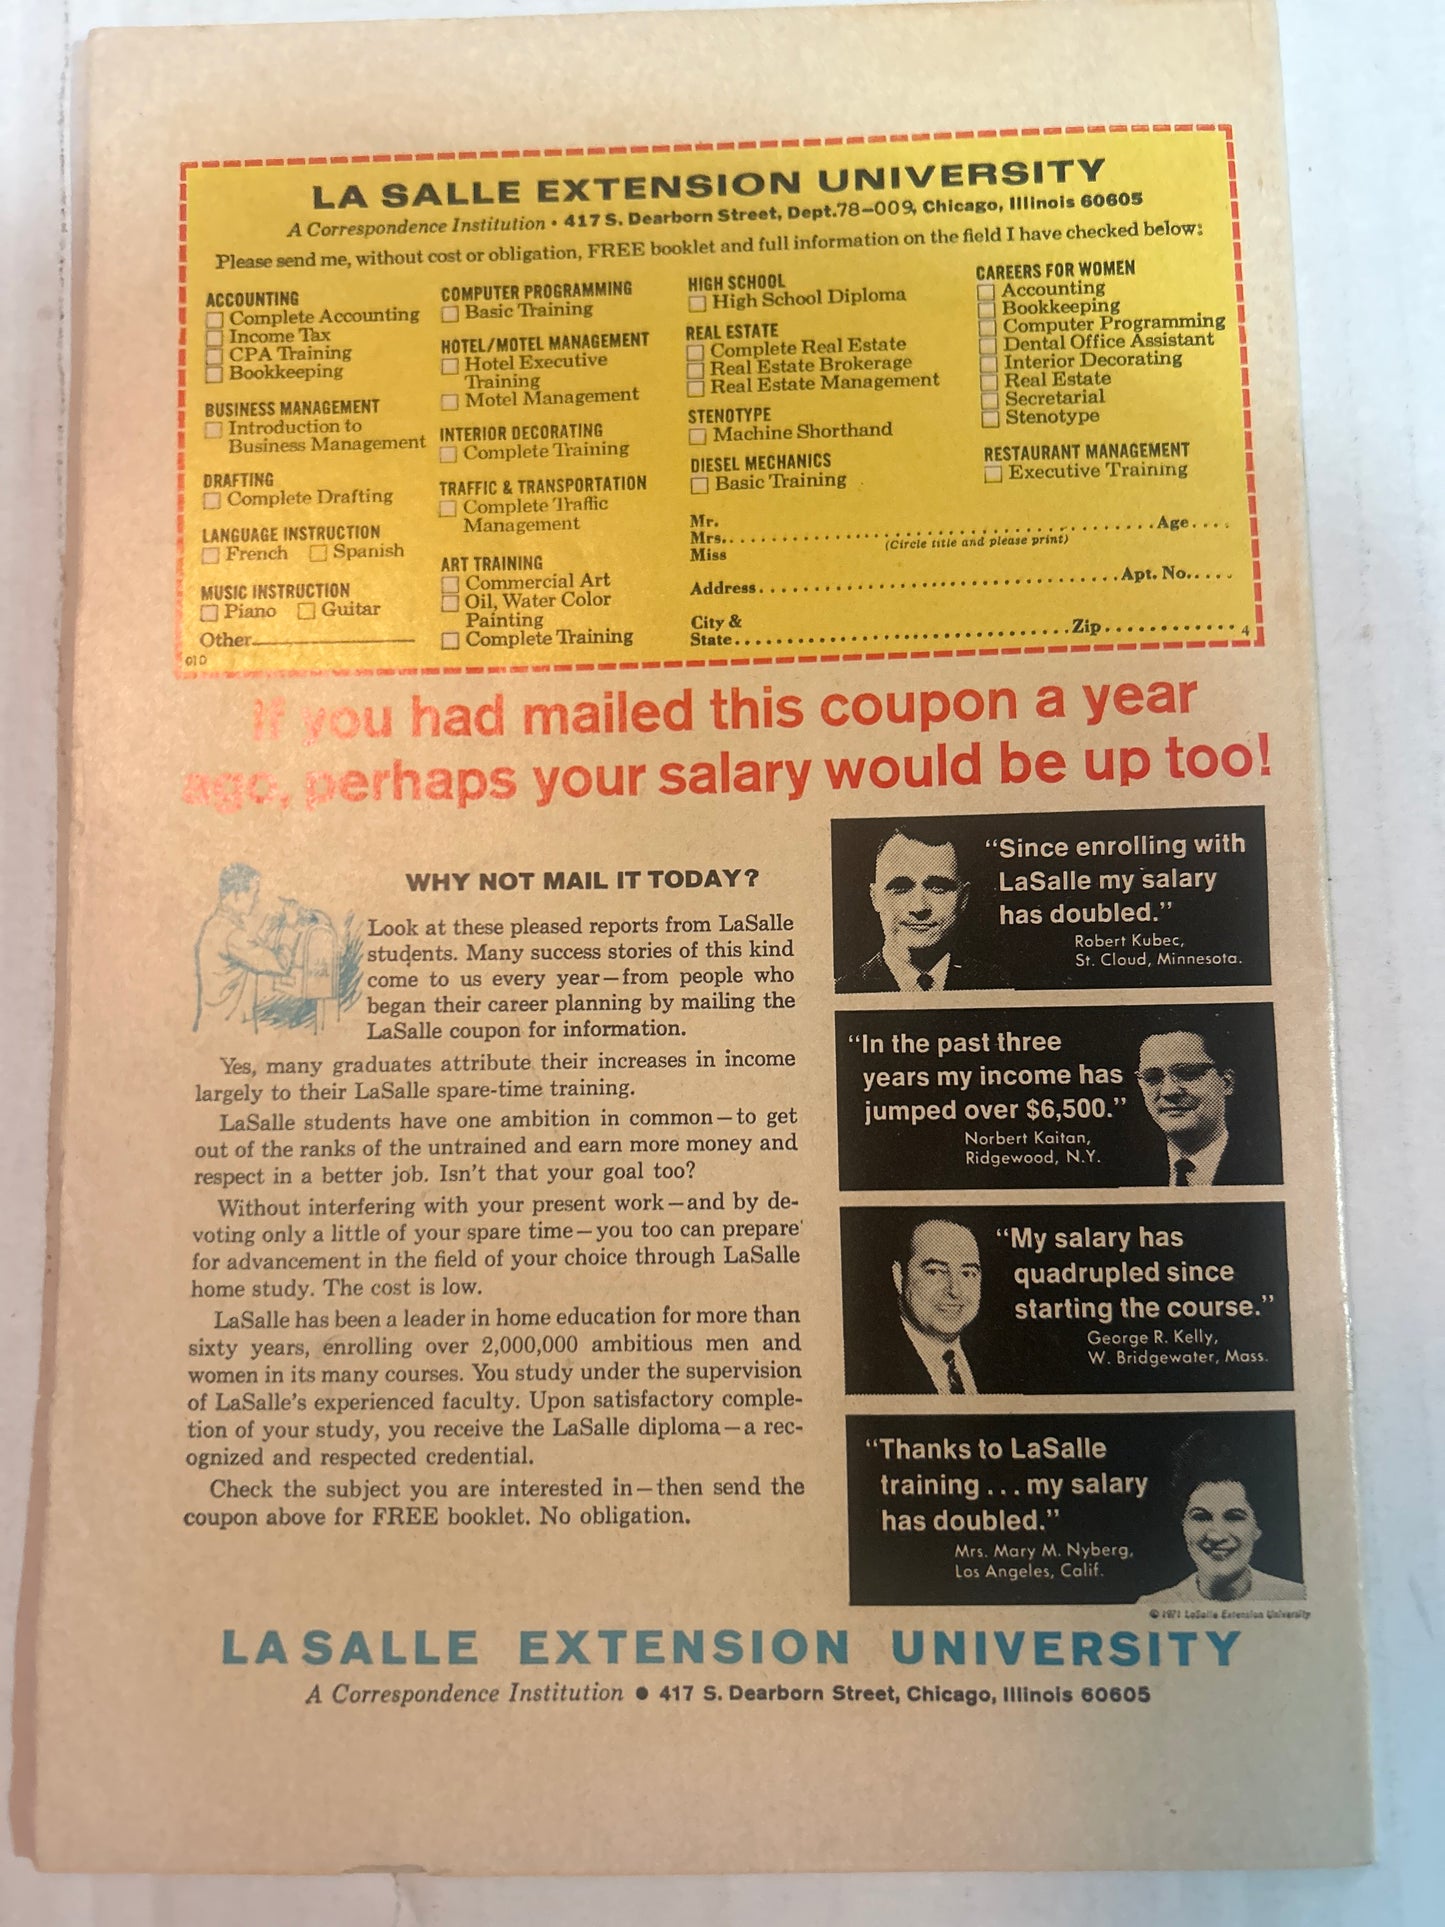 LA SALLE EXTENSION UNIVERSITY
A Correspondence Institution • 417 S. Dearborn Street, Dept.78-009, Chicago, Illinois 60605
Please send me, without cost or obligation, FREE booklet and full information on the field I have checked below:
ACCOUNTING
Complete Accounting
Income Tax
CPA Training
Bookkeeping
BUSINESS MANAGEMENT
Introduction to
Business Management
DRAFTING
Complete Drafting
LANGUAGE INSTRUCTION
French Spanish
MUSIC INSTRUCTION
Piano Guitar
Other
010
COMPUTER PROGRAMMING
Basic Training
HOTEL/MOTEL MANAGEMENT
Hotel Executive
Training
Motel Management
INTERIOR DECORATING
Complete Training
TRAFFIC & TRANSPORTATION
Complete Traffic
Management
ART TRAINING
Commercial Art
Oil, Water Color
Painting
Complete Training
HIGH SCHOOL
High School Diploma
REAL ESTATE
Complete Real Estate
Real Estate Brokerage
Real Estate Management
STENOTYPE
Machine Shorthand
DIESEL MECHANICS
Basic Training
CAREERS FOR WOMEN
Accounting
Bookkeeping
Computer Programming
Dental Office Assistant
Interior Decorating
Real Estate
Secretarial
Stenotype
RESTAURANT MANAGEMENT
Executive Training
Mr.
Mrs. Age
(Circle title and please print)
Miss
Address Apt. No.
City &
State Zip
4
If you had mailed this coupon a year
ago, perhaps your salary would be up too!
WHY NOT MAIL IT TODAY?
Look at these pleased reports from LaSalle
students. Many success stories of this kind
come to us every year—from people who
began their career planning by mailing the
LaSalle coupon for information.
Yes, many graduates attribute their increases in income
largely to their LaSalle spare-time training.
LaSalle students have one ambition in common—to get
out of the ranks of the untrained and earn more money and
respect in a better job. Isn't that your goal too?
Without interfering with your present work—and by de-
voting only a little of your spare time—you too can prepare
for advancement in the field of your choice through LaSalle
home study. The cost is low.
LaSalle has been a leader in home education for more than
sixty years, enrolling over 2,000,000 ambitious men and
women in its many courses. You study under the supervision
of LaSalle's experienced faculty. Upon satisfactory comple-
tion of your study, you receive the LaSalle diploma—a rec-
ognized and respected credential.
Check the subject you are interested in—then send the
coupon above for FREE booklet. No obligation.
"Since enrolling with
LaSalle my salary
has doubled."
Robert Kubec,
St. Cloud, Minnesota.
"In the past three
years my income has
jumped over $6,500."
Norbert Kaitan,
Ridgewood, N.Y.
"My salary has
quadrupled since
starting the course."
George R. Kelly,
W. Bridgewater, Mass.
"Thanks to LaSalle
training ... my salary
has doubled."
Mrs. Mary M. Nyberg,
Los Angeles, Calif.
© 1971 LaSalle Extension University
LA SALLE EXTENSION UNIVERSITY
A Correspondence Institution • 417 S. Dearborn Street, Chicago, Illinois 60605